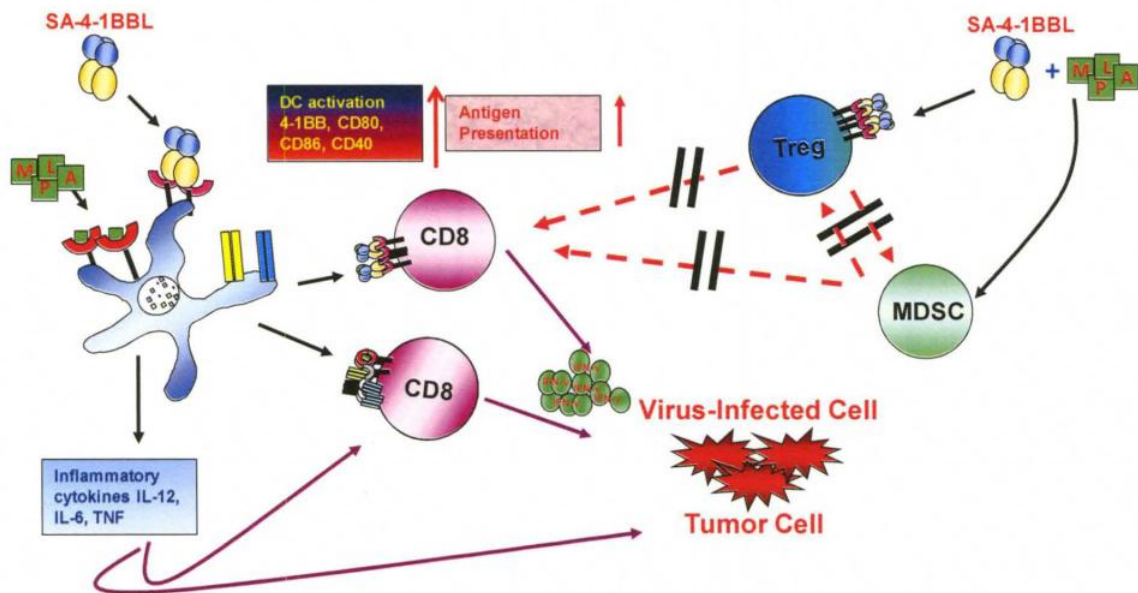 SA-4-1BBL
SA-4-1BBL
+
M L P A
DC activation
4-1BB, CD80,
CD86, CD40
Antigen
Presentation
Treg
M L P A
CD8
MDSC
CD8
Virus-Infected Cell
Tumor Cell
Inflammatory
cytokines IL-12,
IL-6, TNF